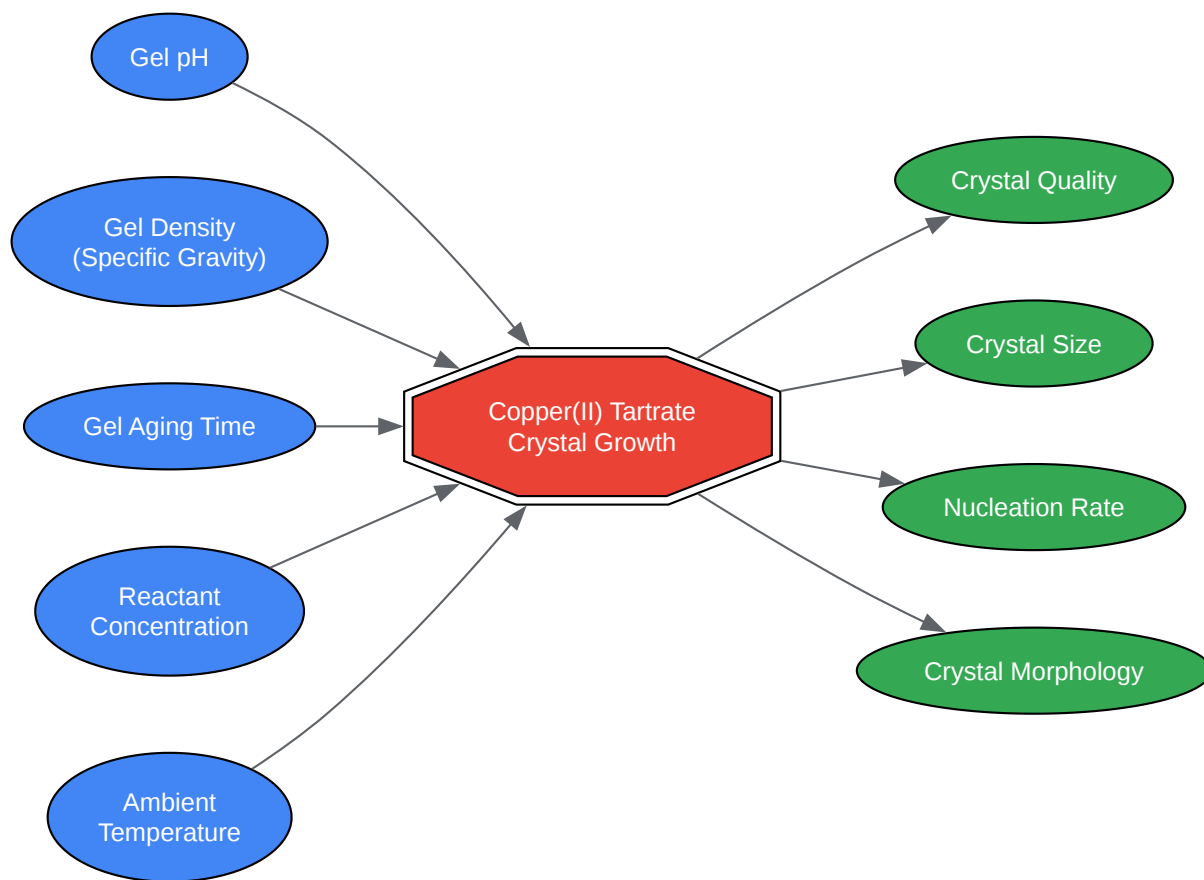 Gel pH
Gel Density
(Specific Gravity)
Gel Aging Time
Reactant
Concentration
Ambient
Temperature
Copper(II) Tartrate
Crystal Growth
Crystal Quality
Crystal Size
Nucleation Rate
Crystal Morphology